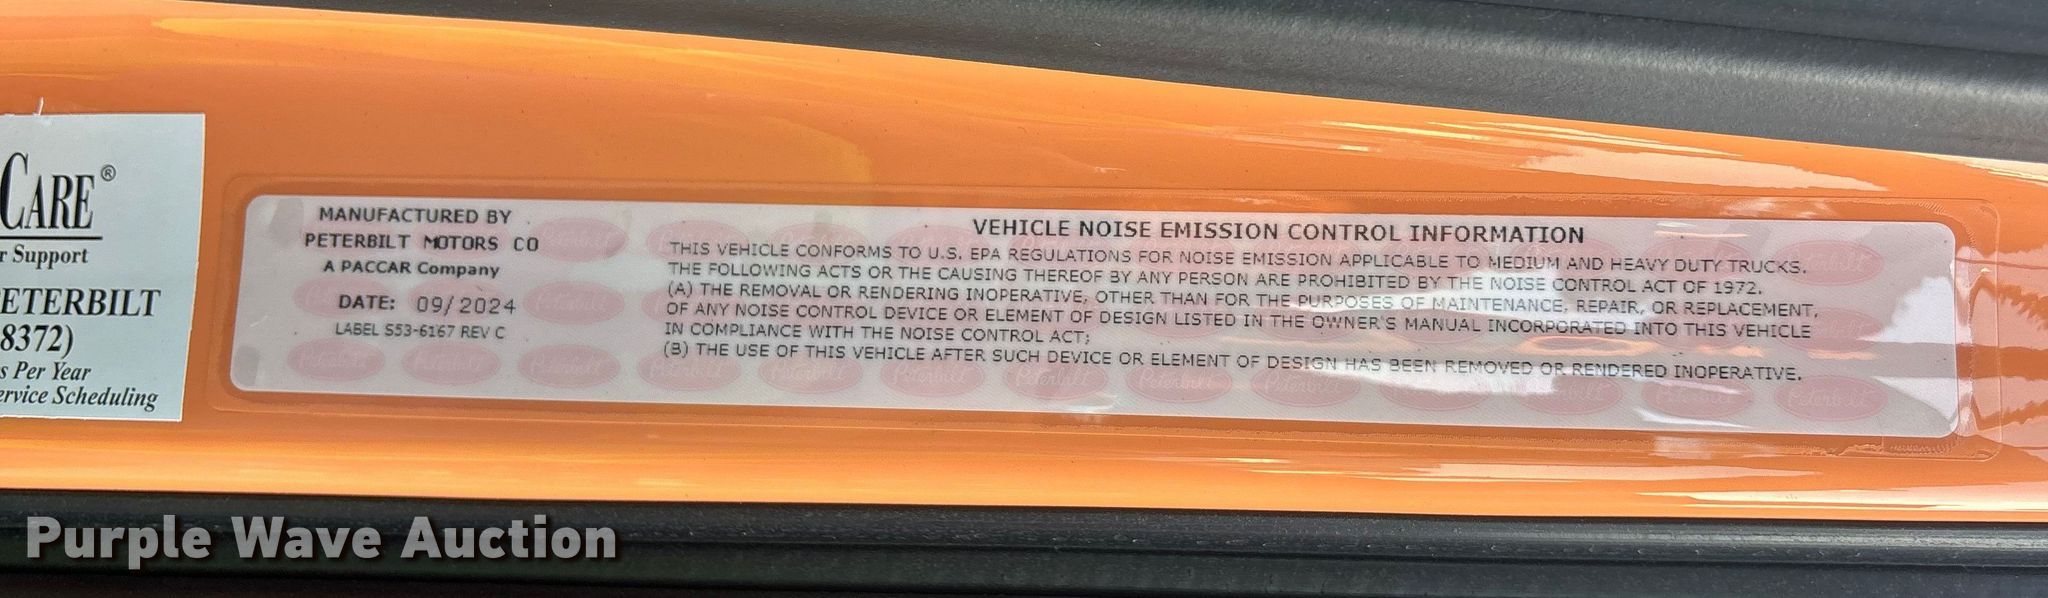 CARE®
r Support
PETERBILT
8372)
s Per Year
ervice Scheduling
MANUFACTURED BY
PETERBILT MOTORS CO
A PACCAR Company
DATE: 09/2024
LABEL S53-6167 REV C
VEHICLE NOISE EMISSION CONTROL INFORMATION
THIS VEHICLE CONFORMS TO U.S. EPA REGULATIONS FOR NOISE EMISSION APPLICABLE TO MEDIUM AND HEAVY DUTY TRUCKS.
THE FOLLOWING ACTS OR THE CAUSING THEREOF BY ANY PERSON ARE PROHIBITED BY THE NOISE CONTROL ACT OF 1972.
(A) THE REMOVAL OR RENDERING INOPERATIVE, OTHER THAN FOR THE PURPOSES OF MAINTENANCE, REPAIR, OR REPLACEMENT,
OF ANY NOISE CONTROL DEVICE OR ELEMENT OF DESIGN LISTED IN THE OWNER'S MANUAL INCORPORATED INTO THIS VEHICLE
IN COMPLIANCE WITH THE NOISE CONTROL ACT;
(B) THE USE OF THIS VEHICLE AFTER SUCH DEVICE OR ELEMENT OF DESIGN HAS BEEN REMOVED OR RENDERED INOPERATIVE.
Purple Wave Auction